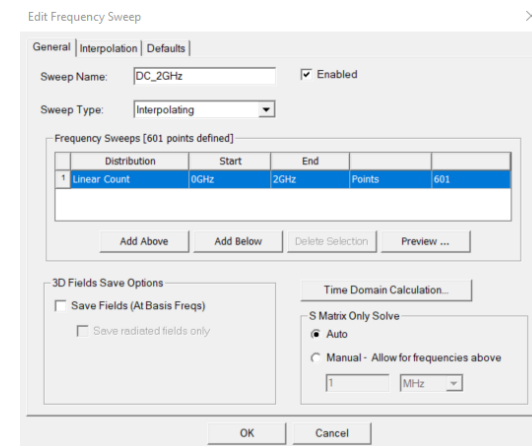 Edit Frequency Sweep
General Interpolation Defaults
Sweep Name: DC_2GHz Enabled
Sweep Type: Interpolating
Frequency Sweeps [601 points defined]
Distribution Start End
1 Linear Count 0GHz 2GHz Points 601
Add Above Add Below Delete Selection Preview ...
3D Fields Save Options
Save Fields (At Basis Freqs)
Save radiated fields only
Time Domain Calculation...
S Matrix Only Solve
Auto
Manual - Allow for frequencies above
1 MHz
OK Cancel